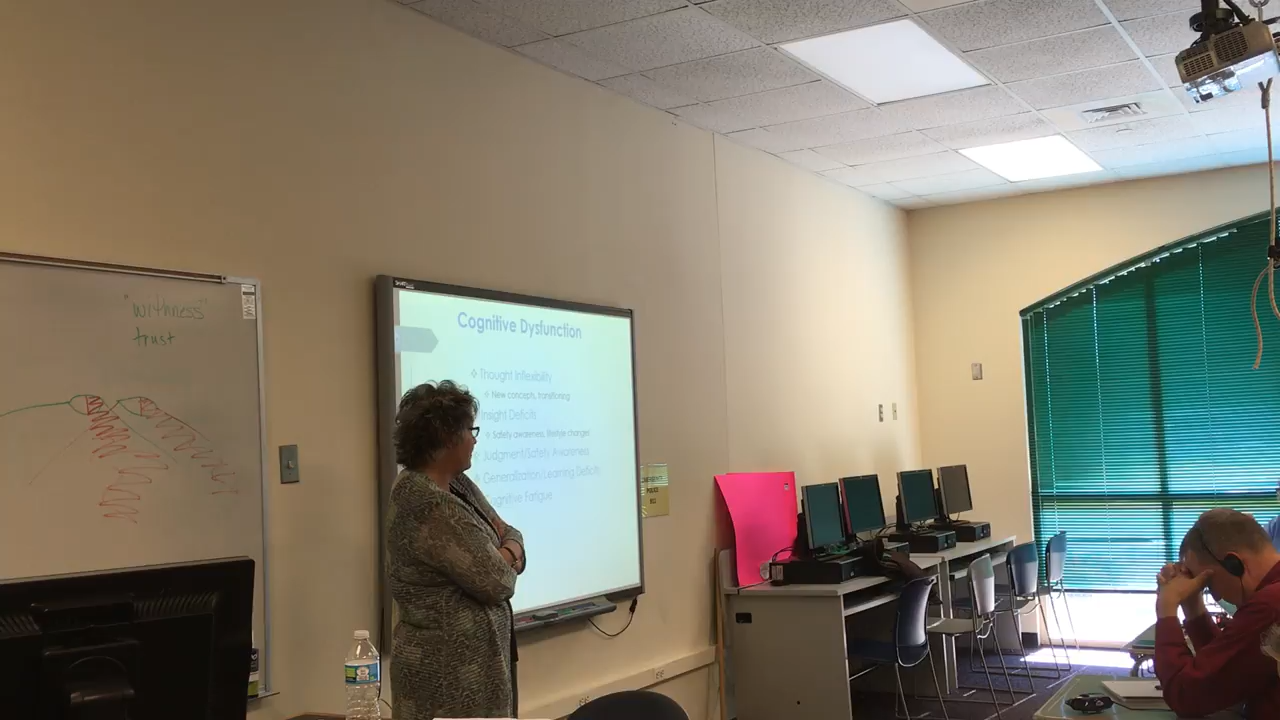 "withness"
trust
SMART
Cognitive Dysfunction
❖ Thought Inflexibility
❖ New concepts, transitioning
Insight Deficits
❖ Safety awareness, lifestyle changes
Judgment/Safety Awareness
❖ Generalization/Learning Deficits
Cognitive Fatigue